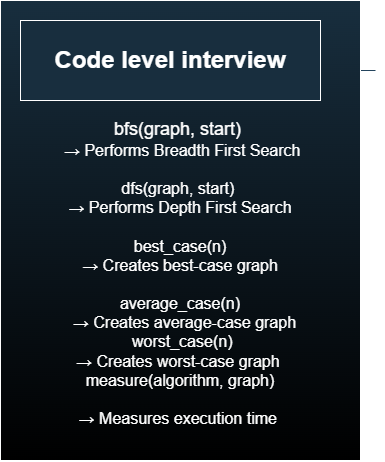 Code level interview
bfs(graph, start)
→ Performs Breadth First Search
dfs(graph, start)
→ Performs Depth First Search
best_case(n)
→ Creates best-case graph
average_case(n)
→ Creates average-case graph
worst_case(n)
→ Creates worst-case graph
measure(algorithm, graph)
→ Measures execution time